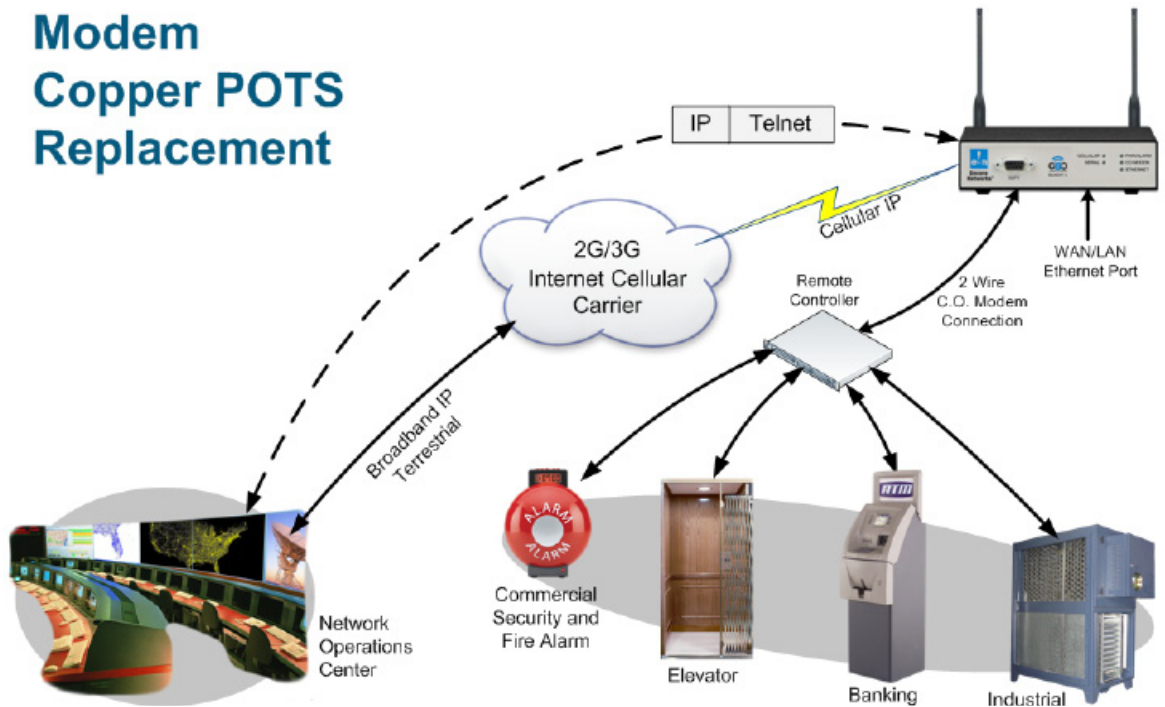 Modem
Copper POTS
Replacement
IP
Telnet
Cellular IP
2G/3G
Internet Cellular
Carrier
WAN/LAN
Ethernet Port
2 Wire
C.O. Modem
Connection
Remote
Controller
Broadband IP
Terrestrial
ALARM
ALARM
ATM
Network
Operations
Center
Commercial
Security and
Fire Alarm
Elevator
Banking
Industrial